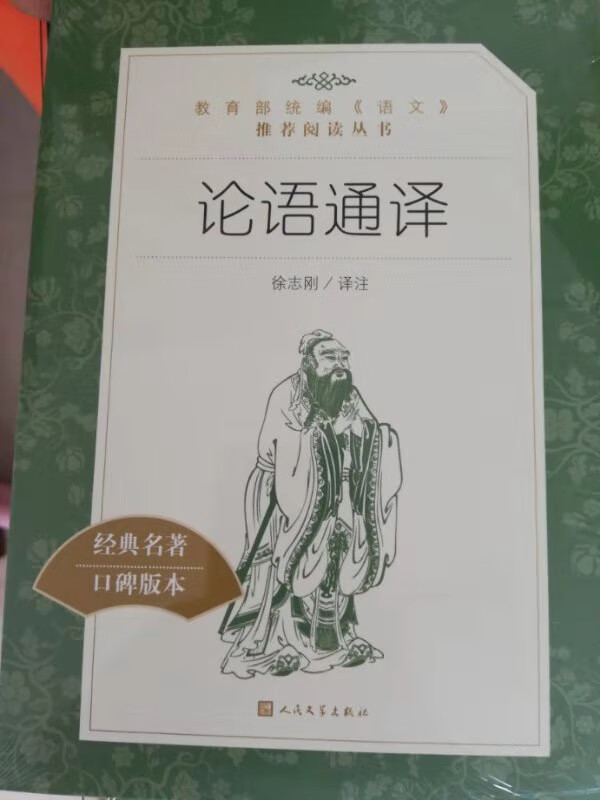 教育部统编《语文》
推荐阅读丛书
论语通译
徐志刚／译注
经典名著
口碑版本
人民文学出版社